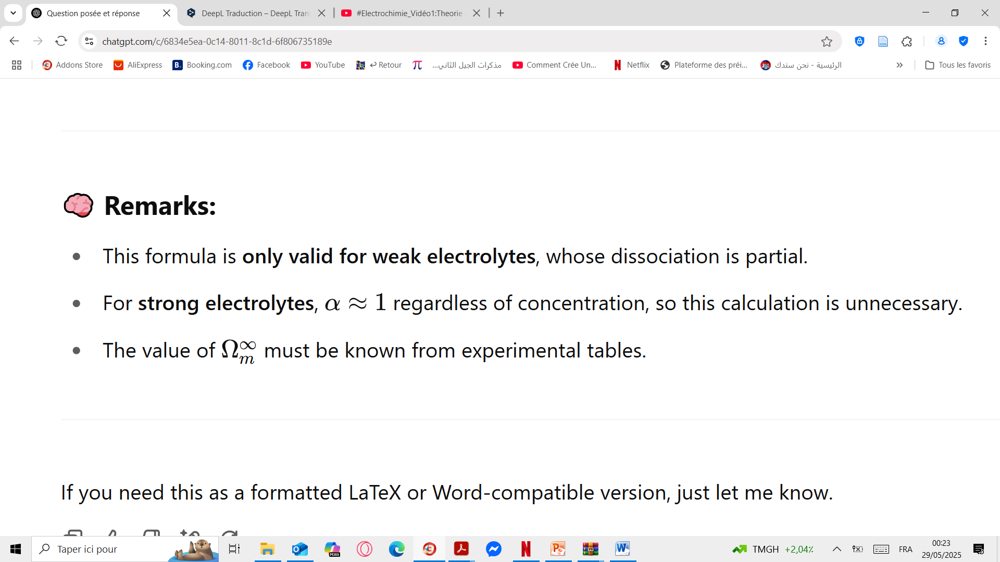 Question posée et réponse
DeepL Traduction – DeepL Tran
#Electrochimie_Vidéo1:Theorie
chatgpt.com/c/6834e5ea-0c14-8011-8c1d-6f806735189e
Addons Store
AliExpress
B.
Booking.com
Facebook
YouTube
↩ Retour
π
مذكرات الجيل الثاني...
Comment Crée Un...
N
Netflix
Plateforme des préi...
الرئيسية - نحن سندك
»
Tous les favoris
Remarks:
• This formula is only valid for weak electrolytes, whose dissociation is partial.
• For strong electrolytes, α ≈ 1 regardless of concentration, so this calculation is unnecessary.
• The value of Ω_m^∞ must be known from experimental tables.
If you need this as a formatted LaTeX or Word-compatible version, just let me know.
Taper ici pour
M365
TMGH +2,04%
FRA
00:23
29/05/2025